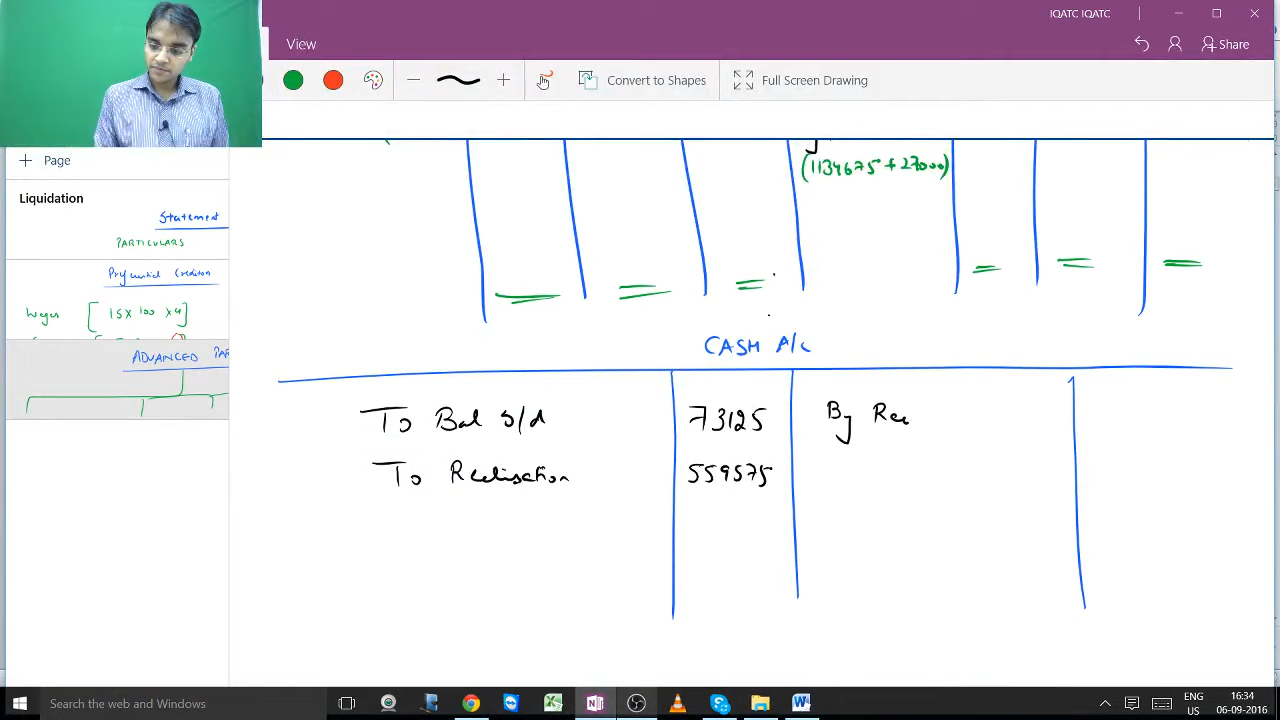 IQATC IQATC
View
Share
Convert to Shapes
Full Screen Drawing
Page
Liquidation
Statement
PARTICULARS
Preferential Creditors
Wages [15 x 100 x 4]
ADVANCED PAR
(1134675 + 27000)
CASH A/c
To Bal b/d 73125 By Rea
To Realisation 559575
Search the web and Windows
ENG
US
16:34
06-09-2016